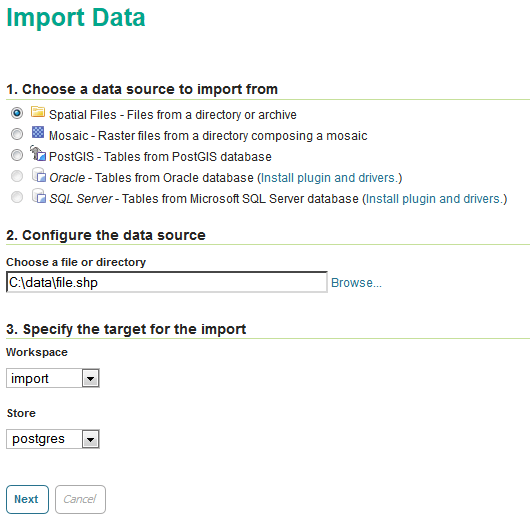 Import Data
1. Choose a data source to import from
Spatial Files - Files from a directory or archive
Mosaic - Raster files from a directory composing a mosaic
PostGIS - Tables from PostGIS database
Oracle - Tables from Oracle database (Install plugin and drivers.)
SQL Server - Tables from Microsoft SQL Server database (Install plugin and drivers.)
2. Configure the data source
Choose a file or directory
C:\data\file.shp Browse...
3. Specify the target for the import
Workspace
import
Store
postgres
Next Cancel